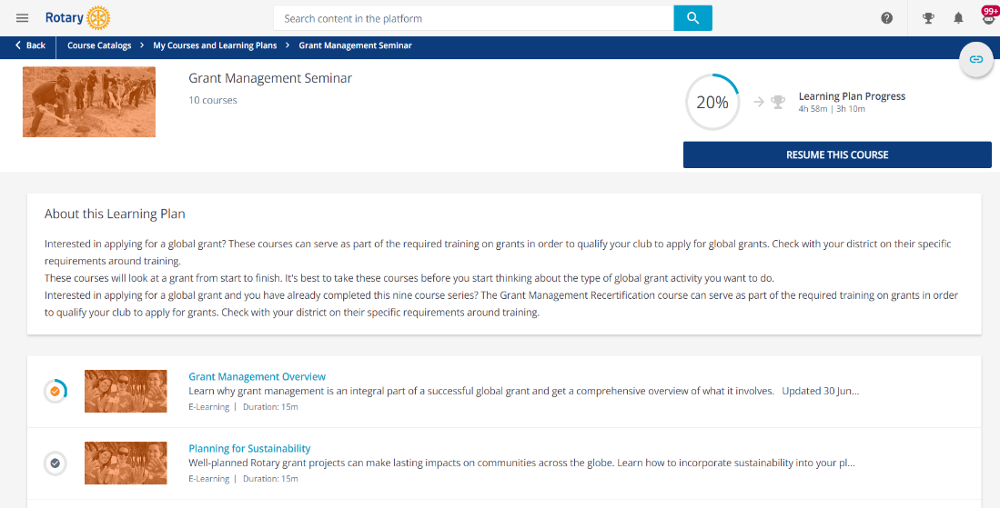 Rotary
Search content in the platform
99+
Back
Course Catalogs > My Courses and Learning Plans > Grant Management Seminar
Grant Management Seminar
10 courses
20%
Learning Plan Progress
4h 58m | 3h 10m
RESUME THIS COURSE
About this Learning Plan
Interested in applying for a global grant? These courses can serve as part of the required training on grants in order to qualify your club to apply for global grants. Check with your district on their specific
requirements around training.
These courses will look at a grant from start to finish. It's best to take these courses before you start thinking about the type of global grant activity you want to do.
Interested in applying for a global grant and you have already completed this nine course series? The Grant Management Recertification course can serve as part of the required training on grants in order
to qualify your club to apply for grants. Check with your district on their specific requirements around training.
Grant Management Overview
Learn why grant management is an integral part of a successful global grant and get a comprehensive overview of what it involves. Updated 30 Jun...
E-Learning | Duration: 15m
Planning for Sustainability
Well-planned Rotary grant projects can make lasting impacts on communities across the globe. Learn how to incorporate sustainability into your pl...
E-Learning | Duration: 15m